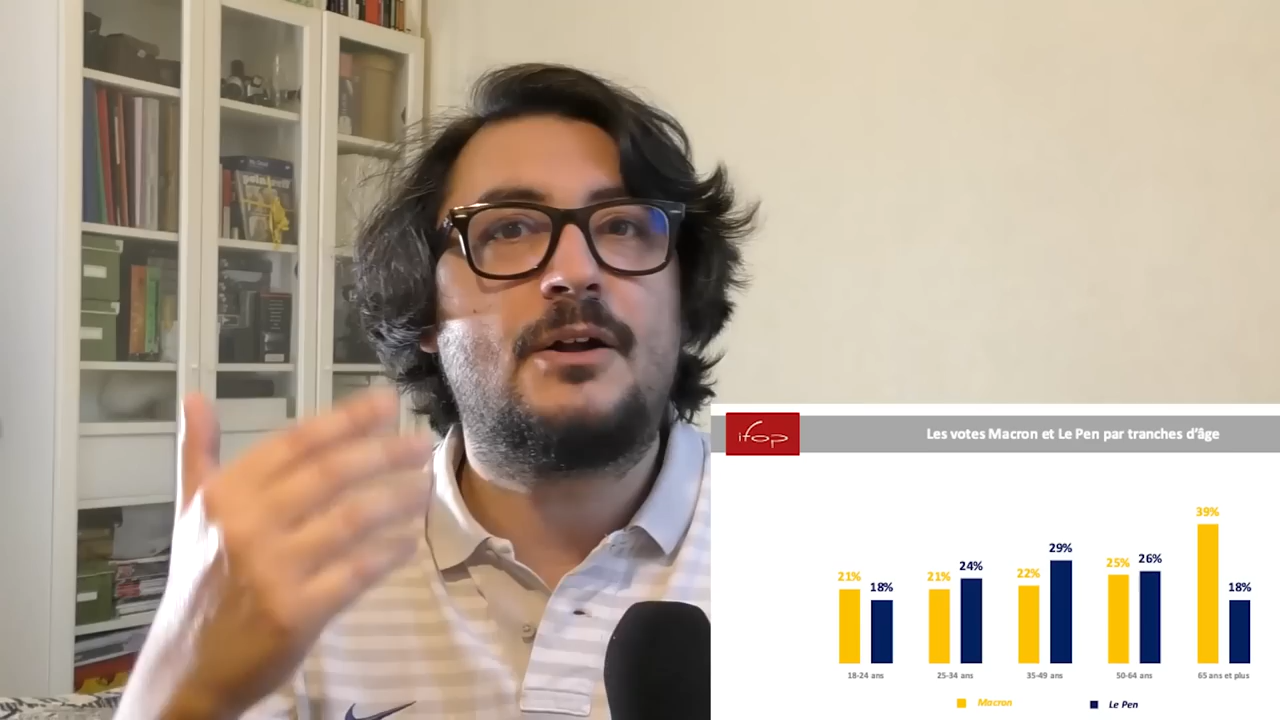 ifop
Les votes Macron et Le Pen par tranches d'âge
21% 18% 21% 24% 22% 29% 25% 26% 39% 18%
18-24 ans 25-34 ans 35-49 ans 50-64 ans 65 ans et plus
Macron Le Pen